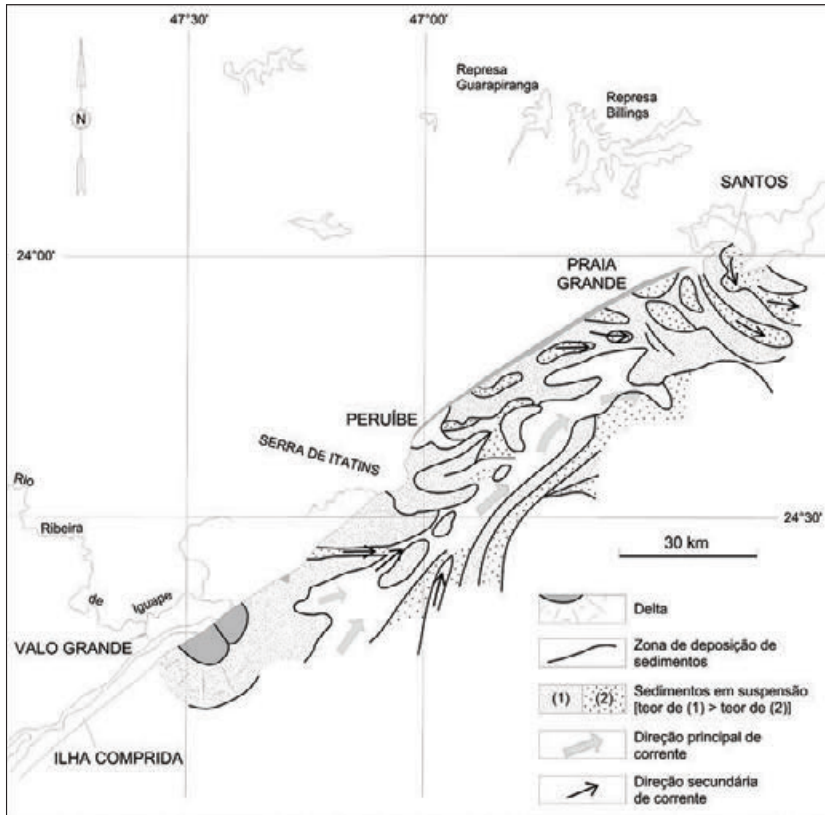 47°30'
47°00'
Represa
Guarapiranga
Represa
Billings
N
SANTOS
24°00'
PRAIA
GRANDE
PERUÍBE
SERRA DE ITATINS
Rio
Ribeira
de Iguape
24°30'
30 km
VALO GRANDE
ILHA COMPRIDA
Delta
Zona de deposição de
sedimentos
(1) (2)
Sedimentos em suspensão
[teor de (1) > teor de (2)]
Direção principal de
corrente
Direção secundária
de corrente